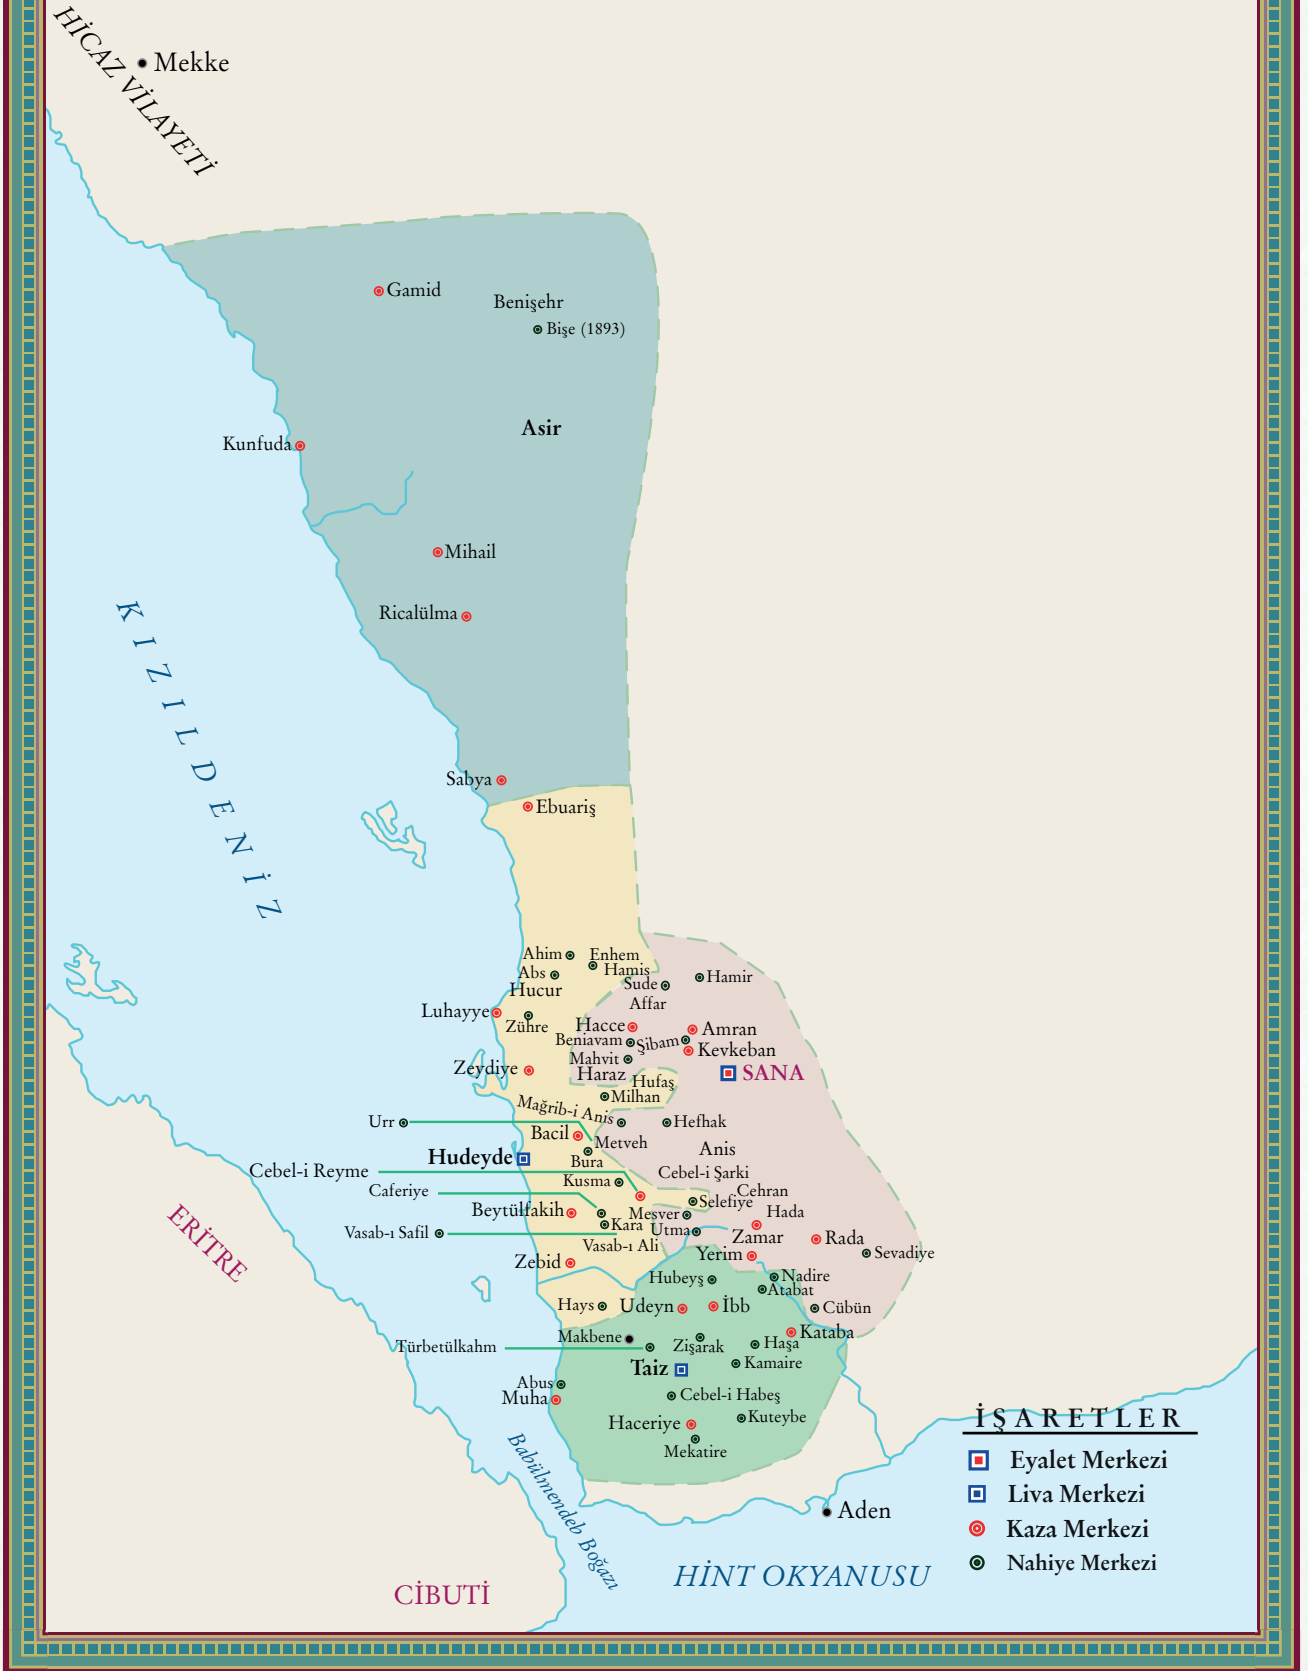 HİCAZ VİLAYETİ
Mekke
Gamid
Benişehr
Bişe (1893)
Asir
Kunfuda
Mihail
Ricalülma
KIZILDENİZ
Sabya
Ebuariş
Ahim
Enhem
Abs
Hamis
Hucur
Sude
Hamir
Affar
Luhayye
Zühre
Hacce
Amran
Beniavam
Şibam
Kevkeban
Mahvit
Zeydiye
Haraz
SANA
Hufaş
Milhan
Mağrib-i Anis
Urr
Hefhak
Bacil
Metveh
Anis
Hudeyde
Bura
Cebel-i Reyme
Cebel-i Şarki
Kusma
Caferiye
Cehran
Selefiye
Beytülfakih
Mesver
Hada
Kara
Vasab-ı Safil
Utma
Zamar
Rada
Vasab-ı Ali
Sevadiye
ERİTRE
Zebid
Yerim
Hubeyş
Nadire
Atabat
Hays
Udeyn
İbb
Cübün
Makbene
Kataba
Türbetülkahm
Zişarak
Haşa
Taiz
Kamaire
Abus
Muha
Cebel-i Habeş
Haceriye
Kuteybe
Mekatire
Babülmendeb Boğazı
Aden
HİNT OKYANUSU
CİBUTİ
İŞARETLER
Eyalet Merkezi
Liva Merkezi
Kaza Merkezi
Nahiye Merkezi